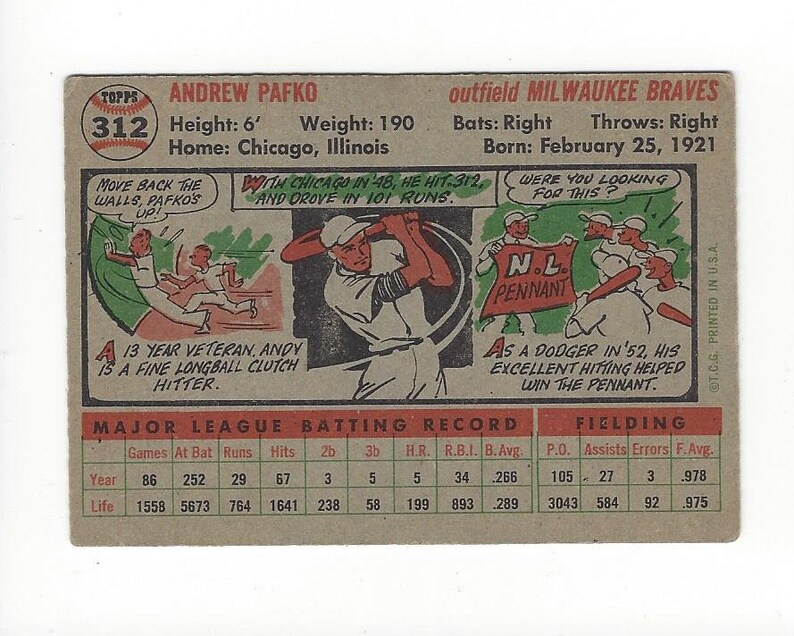 TOPPS
312
ANDREW PAFKO
outfield MILWAUKEE BRAVES
Height: 6' Weight: 190 Bats: Right Throws: Right
Home: Chicago, Illinois Born: February 25, 1921
MOVE BACK THE
WALLS, PAFKO'S
UP!
WITH CHICAGO IN '48, HE HIT .312,
AND DROVE IN 101 RUNS.
WERE YOU LOOKING
FOR THIS?
N.L.
PENNANT
A 13 YEAR VETERAN, ANDY
IS A FINE LONGBALL CLUTCH
HITTER.
AS A DODGER IN '52, HIS
EXCELLENT HITTING HELPED
WIN THE PENNANT.
©T.C.G. PRINTED IN U.S.A.
MAJOR LEAGUE BATTING RECORD FIELDING
Games At Bat Runs Hits 2b 3b H.R. R.B.I. B. Avg. P.O. Assists Errors F. Avg.
Year 86 252 29 67 3 5 5 34 .266 105 27 3 .978
Life 1558 5673 764 1641 238 58 199 893 .289 3043 584 92 .975